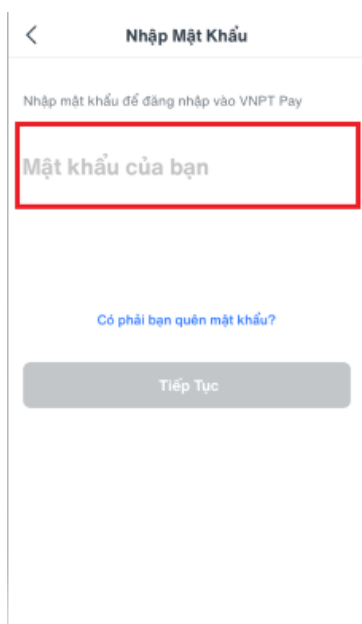 Nhập Mật Khẩu
Nhập mật khẩu để đăng nhập vào VNPT Pay
Mật khẩu của bạn
Có phải bạn quên mật khẩu?
Tiếp Tục